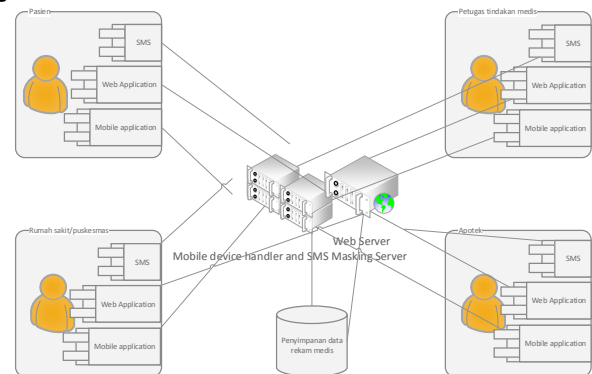 Pasien
SMS
Web Application
Mobile application
Petugas tindakan medis
SMS
Web Application
Mobile application
Web Server
Mobile device handler and SMS Masking Server
Rumah sakit/puskesmas
SMS
Web Application
Mobile application
Apotek
SMS
Web Application
Mobile application
Penyimpanan data
rekam medis